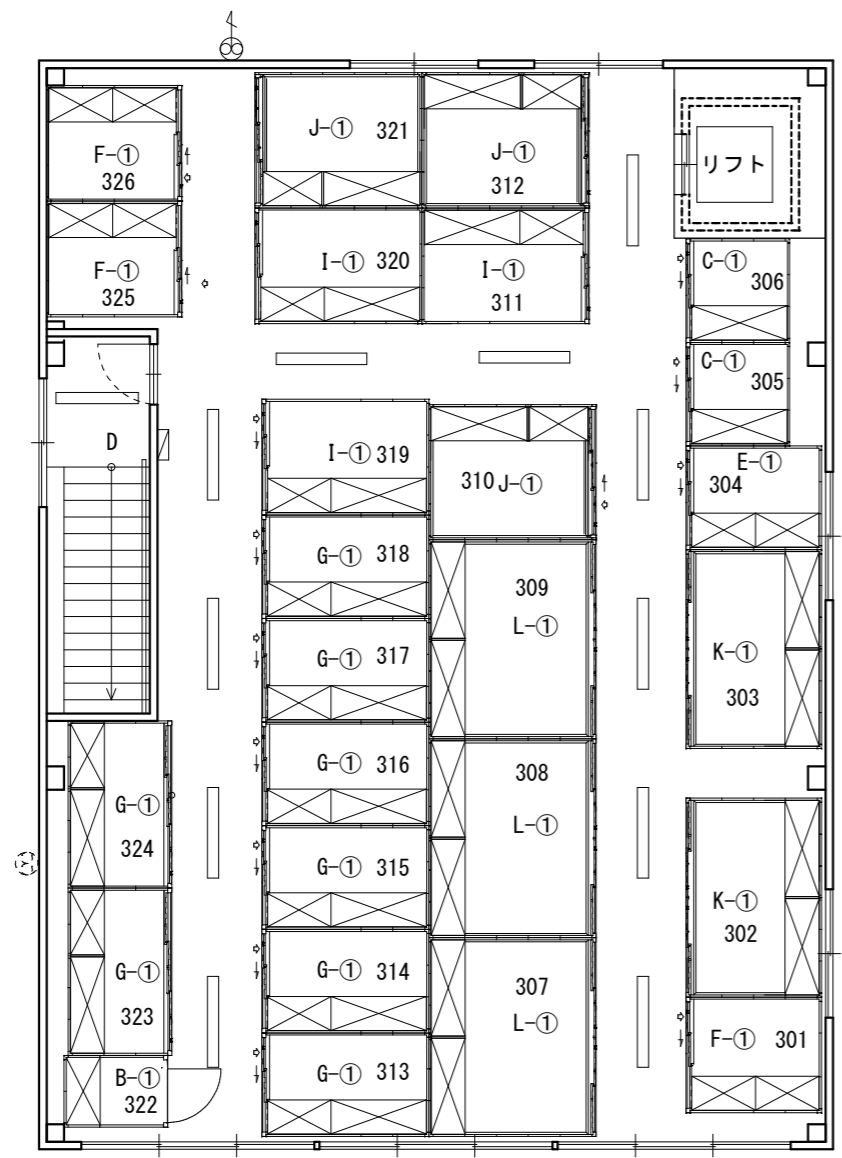 J-① 321
J-①
312
リフト
F-①
326
I-① 320
I-①
311
C-①
306
F-①
325
C-①
305
D
I-① 319
310 J-①
E-①
304
G-① 318
309
L-①
G-① 317
K-①
303
G-① 316
308
L-①
G-①
324
G-① 315
K-①
302
G-① 314
307
L-①
G-①
323
F-① 301
G-① 313
B-①
322